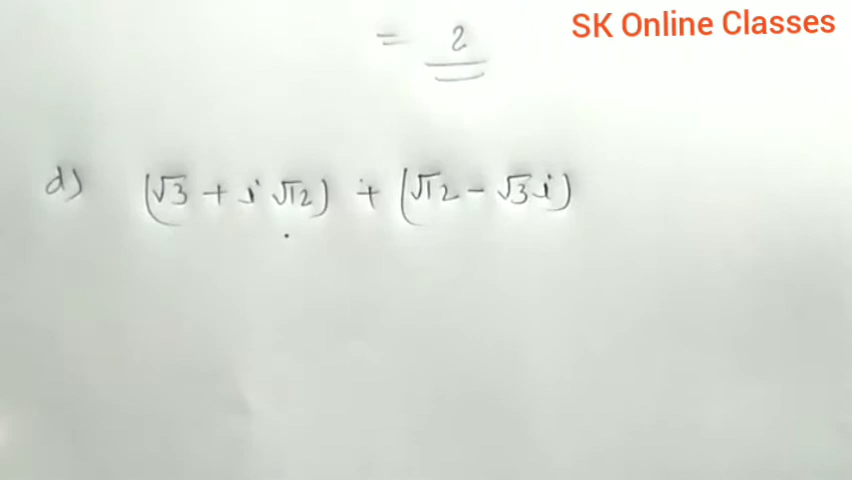 SK Online Classes
= 2
d) (√3 + i √12) + (√12 - √3 i)